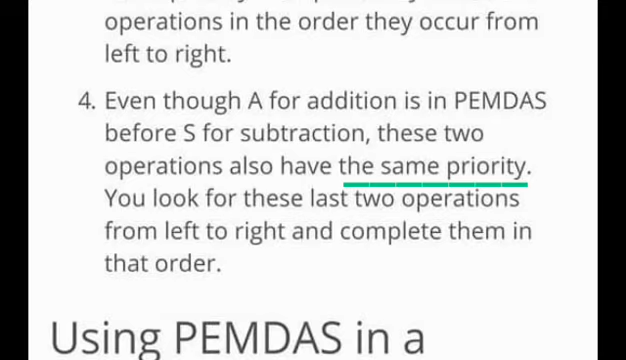 operations in the order they occur from
left to right.
4. Even though A for addition is in PEMDAS
before S for subtraction, these two
operations also have the same priority.
You look for these last two operations
from left to right and complete them in
that order.
Using PEMDAS in a